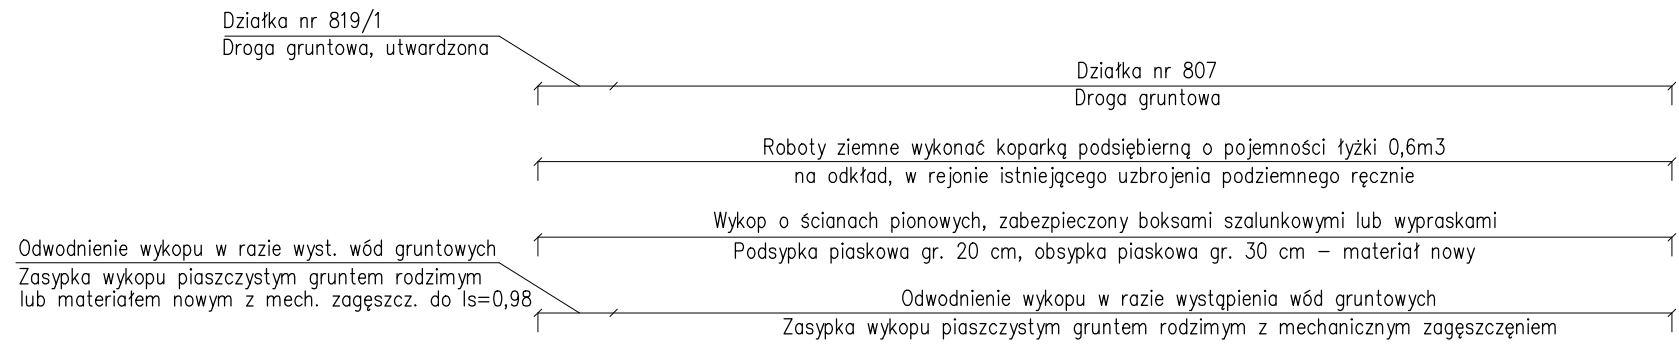 Działka nr 819/1
Droga gruntowa, utwardzona
Działka nr 807
Droga gruntowa
Roboty ziemne wykonać koparką podsiębierną o pojemności łyżki 0,6m3
na odkład, w rejonie istniejącego uzbrojenia podziemnego ręcznie
Wykop o ścianach pionowych, zabezpieczony boksami szalunkowymi lub wypraskami
Podsypka piaskowa gr. 20 cm, obsypka piaskowa gr. 30 cm – materiał nowy
Odwodnienie wykopu w razie wyst. wód gruntowych
Zasypka wykopu piaszczystym gruntem rodzimym
lub materiałem nowym z mech. zagęszcz. do Is=0,98
Odwodnienie wykopu w razie wystąpienia wód gruntowych
Zasypka wykopu piaszczystym gruntem rodzimym z mechanicznym zagęszczęniem